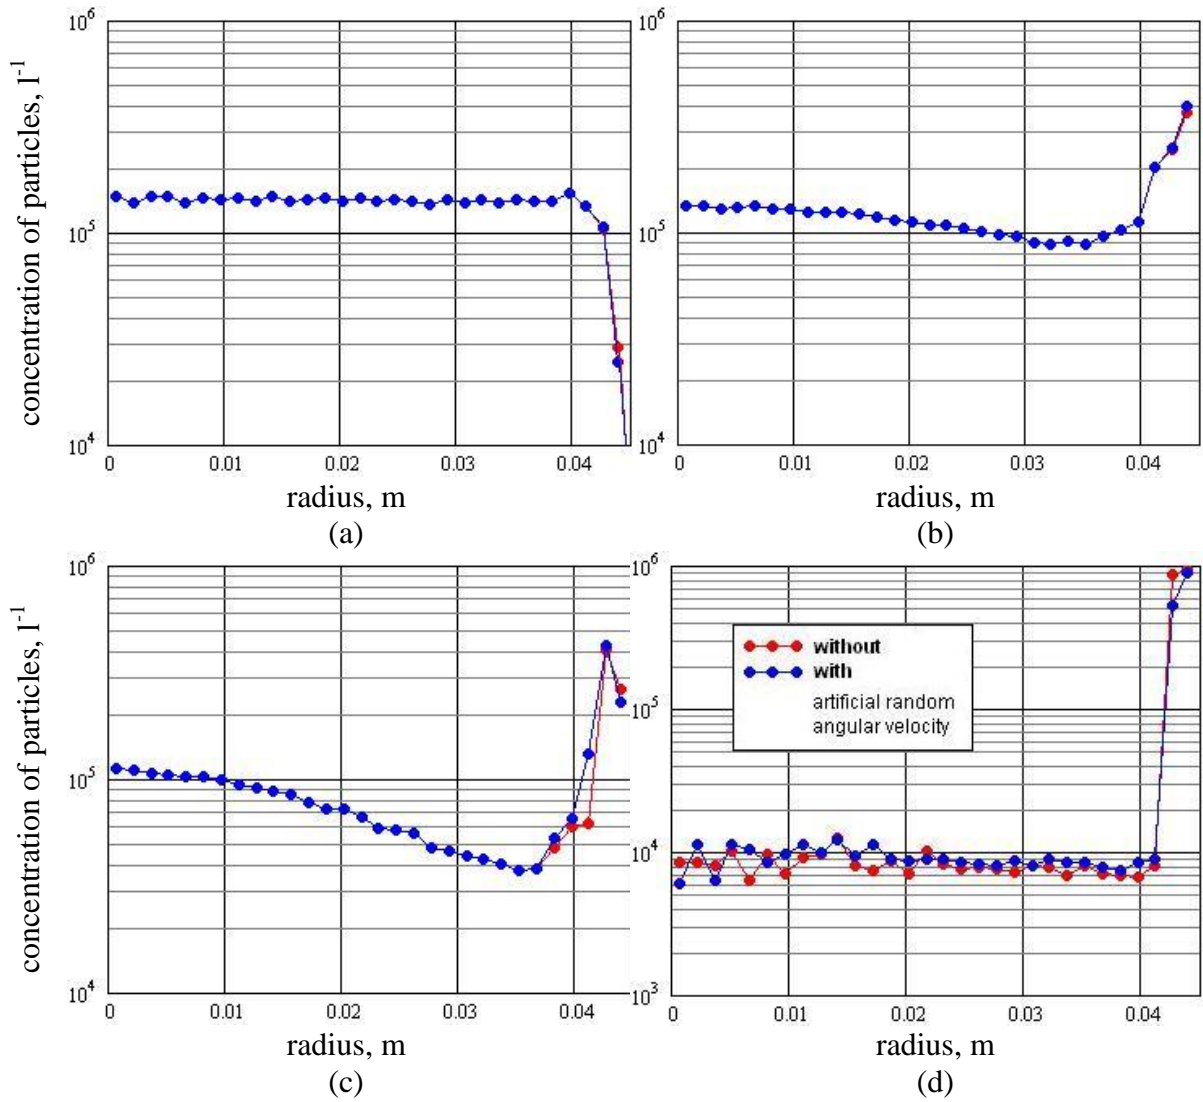 concentration of particles, l⁻¹
10⁶
10⁵
10⁴
0 0.01 0.02 0.03 0.04
radius, m
(a)
10⁶
10⁵
10⁴
0 0.01 0.02 0.03 0.04
radius, m
(b)
concentration of particles, l⁻¹
10⁶
10⁵
10⁴
0 0.01 0.02 0.03 0.04
radius, m
(c)
10⁶
10⁵
10⁴
10³
without
with
artificial random
angular velocity
0 0.01 0.02 0.03 0.04
radius, m
(d)